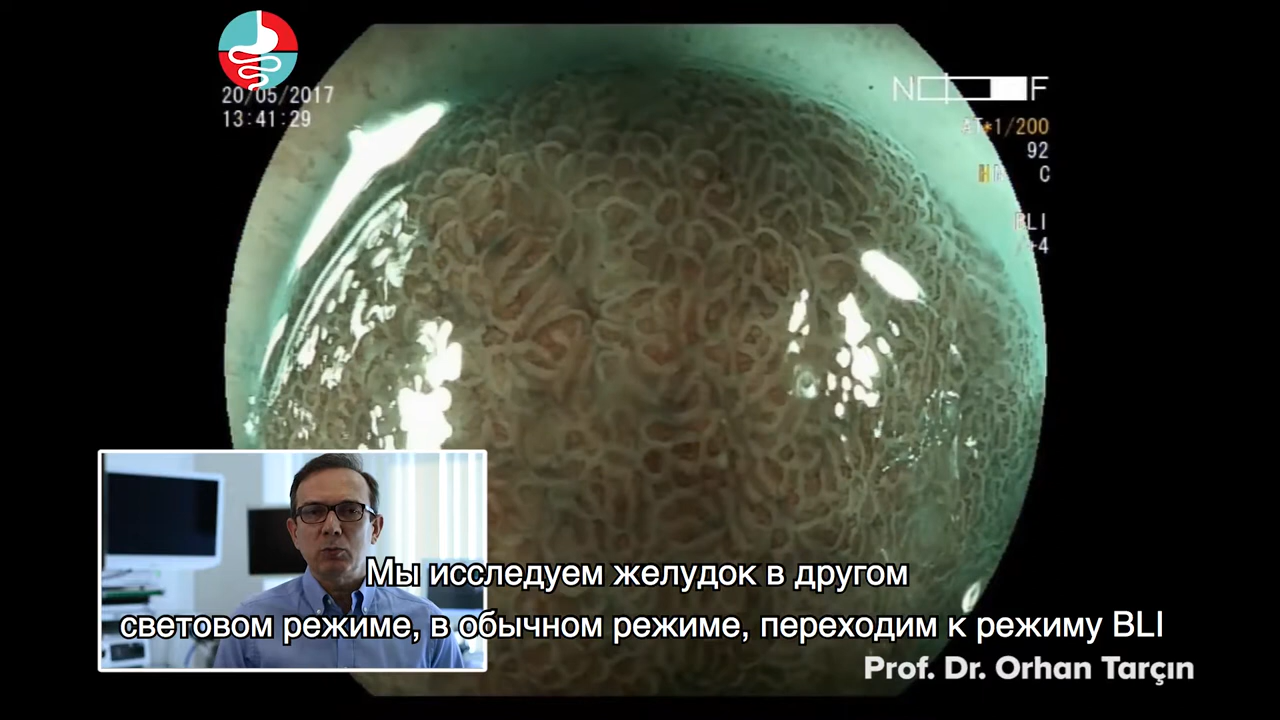 20/05/2017
13:41:29
N F
1/200
92
C
BLI
+4
Мы исследуем желудок в другом
световом режиме, в обычном режиме, переходим к режиму BLI
Prof. Dr. Orhan Tarçın